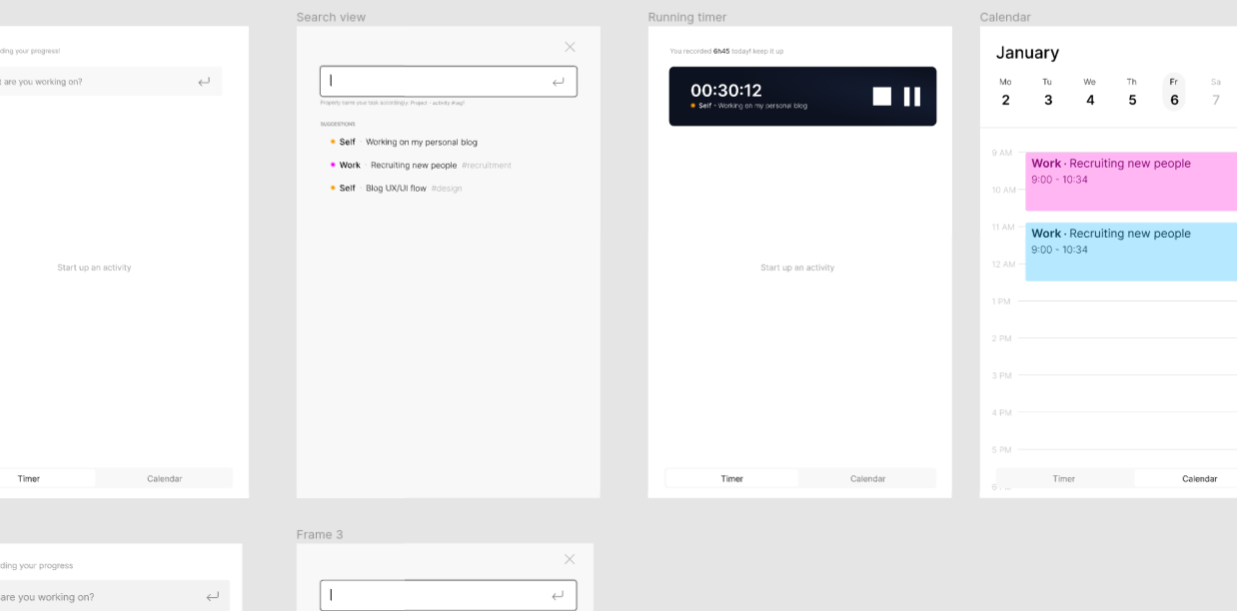 Search view
Running timer
Calendar
ding your progress!
are you working on?
Properly name your task accordingly: Project - activity #tag?
SUGGESTIONS
Self · Working on my personal blog
Work · Recruiting new people #recruitment
Self · Blog UX/UI flow #design
Start up an activity
Timer
Calendar
You recorded 6h45 today! keep it up
00:30:12
Self - Working on my personal blog
Start up an activity
Timer
Calendar
January
Mo Tu We Th Fr Sa
2 3 4 5 6 7
9 AM
Work · Recruiting new people
9:00 - 10:34
10 AM
11 AM
Work · Recruiting new people
9:00 - 10:34
12 AM
1 PM
2 PM
3 PM
4 PM
5 PM
Timer
Calendar
Frame 3
ding your progress
are you working on?